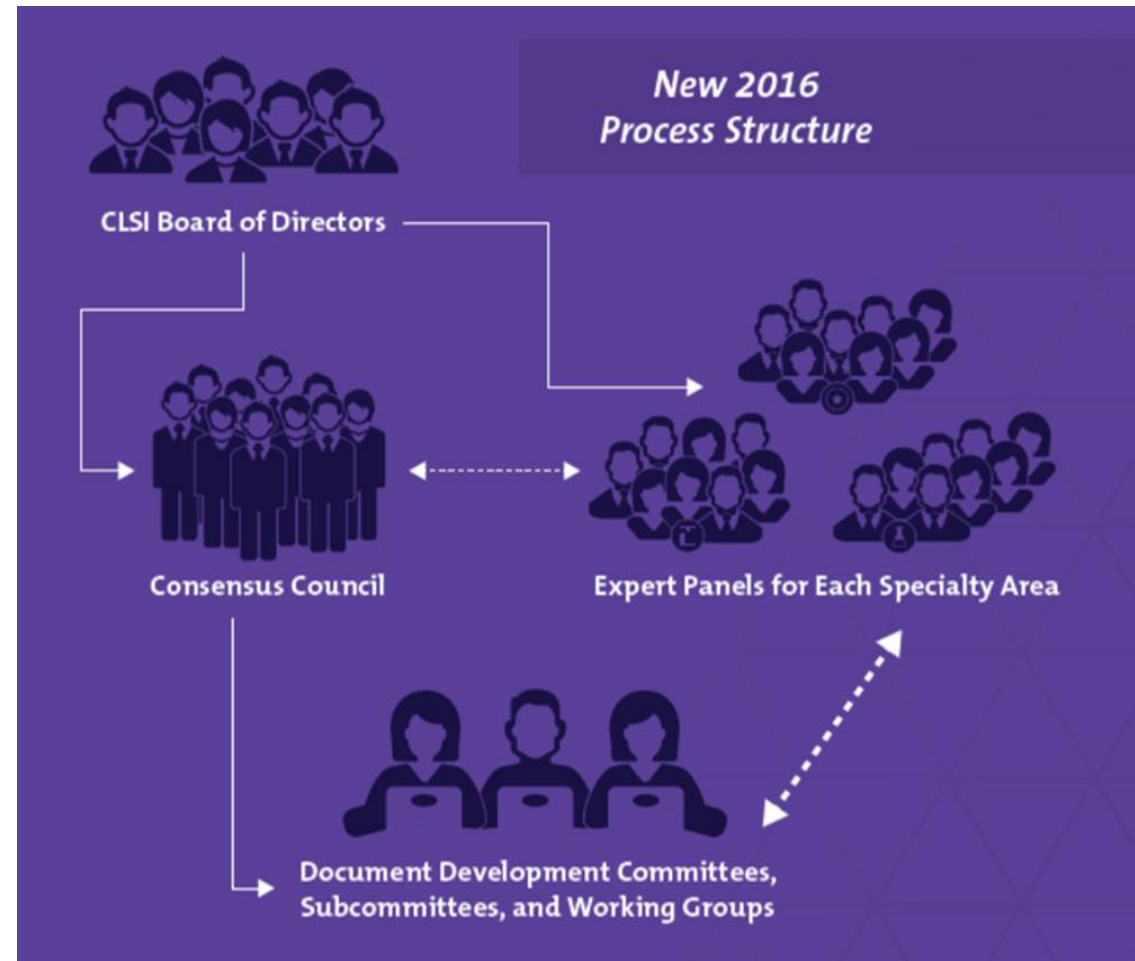 New 2016
Process Structure
CLSI Board of Directors
Consensus Council
Expert Panels for Each Specialty Area
Document Development Committees,
Subcommittees, and Working Groups